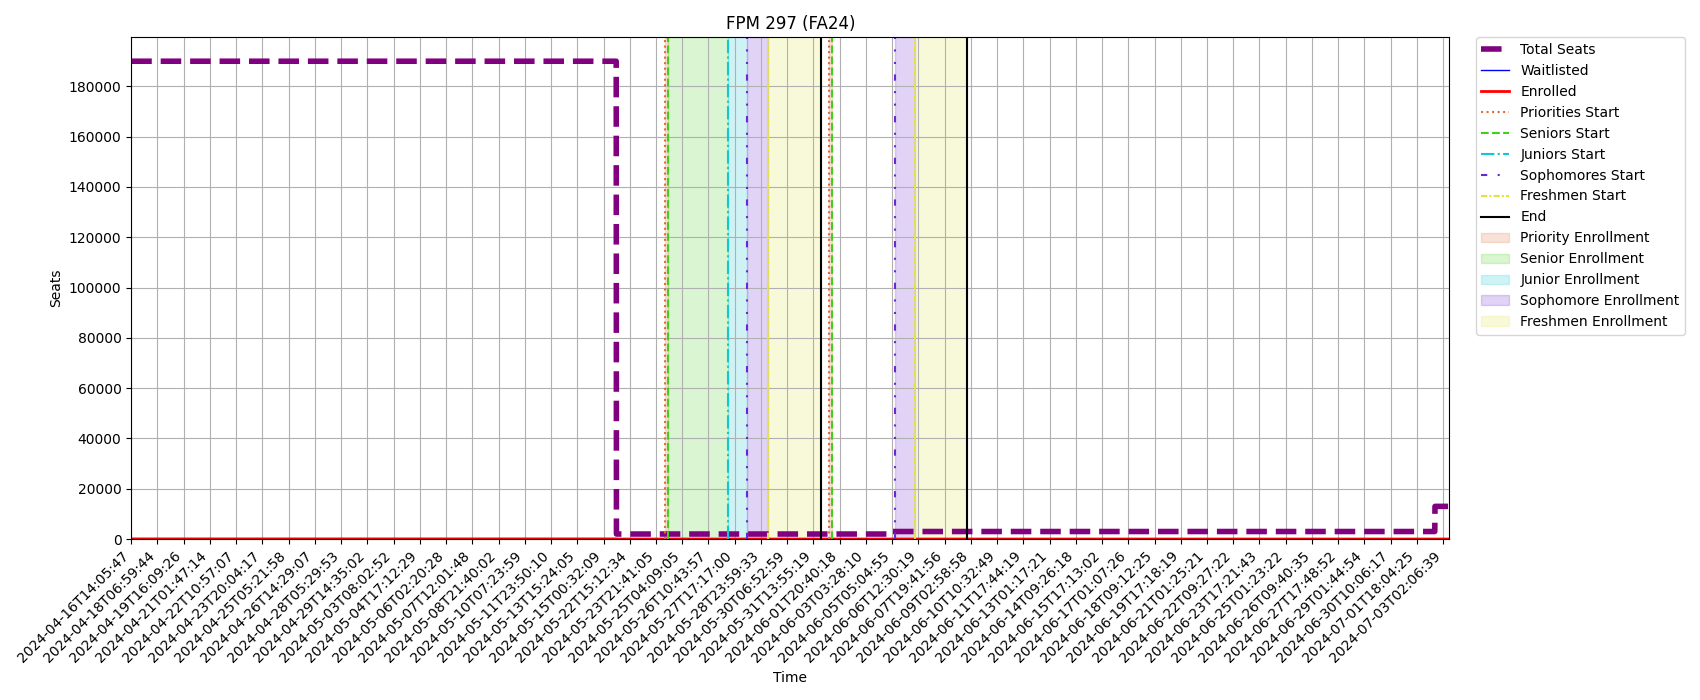 FPM 297 (FA24)
Seats
180000
160000
140000
120000
100000
80000
60000
40000
20000
0
2024-04-16T14:05:47
2024-04-18T06:59:44
2024-04-19T16:09:26
2024-04-21T01:47:14
2024-04-22T10:57:07
2024-04-23T20:04:17
2024-04-25T05:21:58
2024-04-26T14:29:07
2024-04-28T05:29:53
2024-04-29T14:35:02
2024-05-03T08:02:52
2024-05-04T17:12:29
2024-05-07T02:20:28
2024-05-07T12:01:48
2024-05-08T21:40:02
2024-05-10T07:23:59
2024-05-11T23:50:10
2024-05-13T15:24:05
2024-05-15T00:32:09
2024-05-22T15:12:34
2024-05-23T21:41:05
2024-05-25T04:09:05
2024-05-26T10:43:57
2024-05-27T17:17:00
2024-05-28T23:59:33
2024-05-30T06:52:59
2024-05-31T13:55:19
2024-06-01T20:40:18
2024-06-03T03:28:10
2024-06-05T05:04:55
2024-06-06T12:30:19
2024-06-07T19:41:56
2024-06-09T02:58:58
2024-06-10T10:32:49
2024-06-11T17:44:19
2024-06-13T01:17:21
2024-06-14T09:26:18
2024-06-15T17:13:02
2024-06-17T01:07:26
2024-06-18T09:12:25
2024-06-19T17:18:19
2024-06-21T01:25:21
2024-06-22T09:27:22
2024-06-23T17:21:43
2024-06-25T01:23:22
2024-06-26T09:40:35
2024-06-27T17:48:52
2024-06-29T01:44:54
2024-06-30T10:06:17
2024-07-01T18:04:25
2024-07-03T02:06:39
Time
Total Seats
Waitlisted
Enrolled
Priorities Start
Seniors Start
Juniors Start
Sophomores Start
Freshmen Start
End
Priority Enrollment
Senior Enrollment
Junior Enrollment
Sophomore Enrollment
Freshmen Enrollment